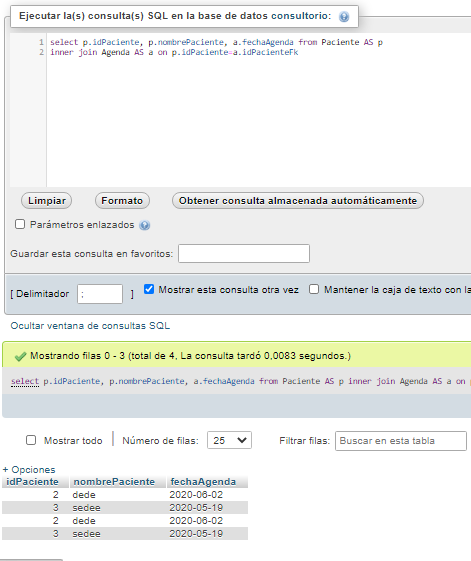 Ejecutar la(s) consulta(s) SQL en la base de datos consultorio:
1 select p.idPaciente, p.nombrePaciente, a.fechaAgenda from Paciente AS p
2 inner join Agenda AS a on p.idPaciente=a.idPacienteFk
Limpiar Formato Obtener consulta almacenada automáticamente
Parámetros enlazados
Guardar esta consulta en favoritos:
[ Delimitador ; ] Mostrar esta consulta otra vez Mantener la caja de texto con la
Ocultar ventana de consultas SQL
Mostrando filas 0 - 3 (total de 4, La consulta tardó 0,0083 segundos.)
select p.idPaciente, p.nombrePaciente, a.fechaAgenda from Paciente AS p inner join Agenda AS a on p
Mostrar todo Número de filas: 25 Filtrar filas: Buscar en esta tabla
+ Opciones
idPaciente nombrePaciente fechaAgenda
2 dede 2020-06-02
3 sedee 2020-05-19
2 dede 2020-06-02
3 sedee 2020-05-19